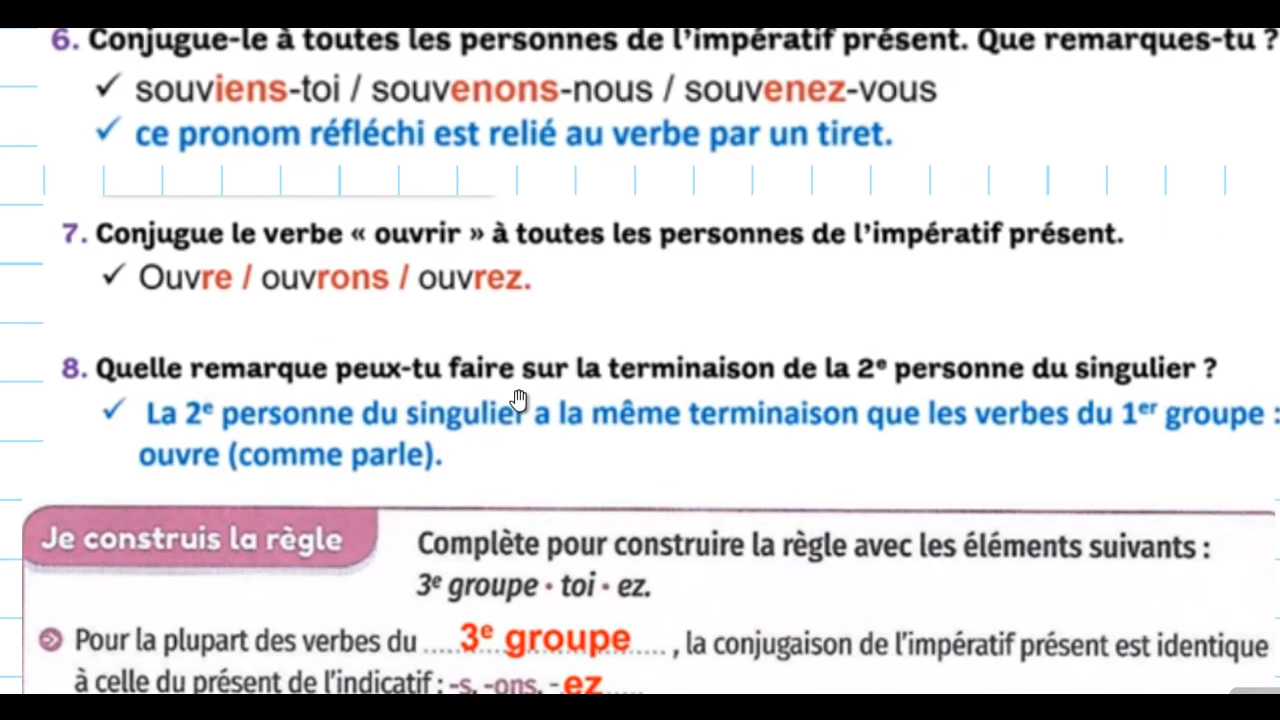 6. Conjugue-le à toutes les personnes de l'impératif présent. Que remarques-tu ?
✓ souviens-toi / souvenons-nous / souvenez-vous
✓ ce pronom réfléchi est relié au verbe par un tiret.
7. Conjugue le verbe « ouvrir » à toutes les personnes de l'impératif présent.
✓ Ouvre / ouvrons / ouvrez.
8. Quelle remarque peux-tu faire sur la terminaison de la 2e personne du singulier ?
✓ La 2e personne du singulier a la même terminaison que les verbes du 1er groupe :
ouvre (comme parle).
Je construis la règle
Complète pour construire la règle avec les éléments suivants :
3e groupe · toi · ez.
Pour la plupart des verbes du .....3e groupe....., la conjugaison de l'impératif présent est identique
à celle du présent de l'indicatif : -s, -ons, -ez.....